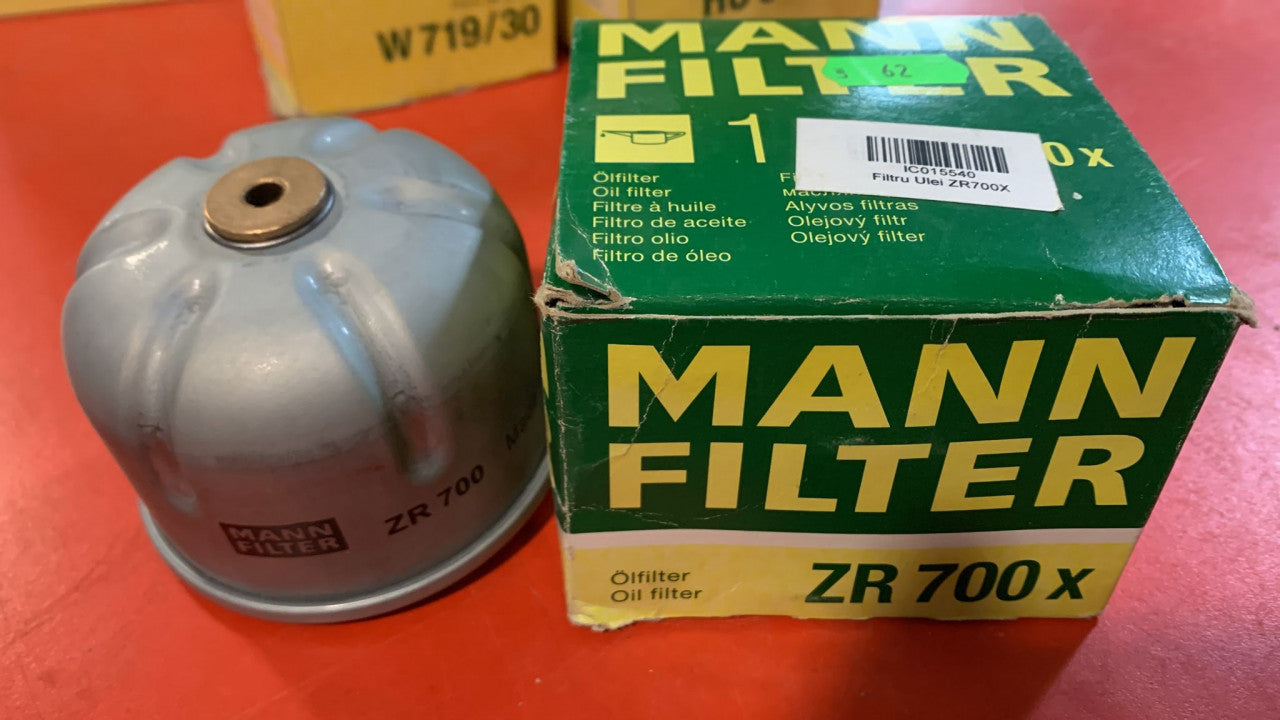 W 719/30
MANN
FILTER
62
1
0 x
IC015540
Filtru Ulei ZR700X
Ölfilter
Oil filter
Filtre à huile
Filtro de aceite
Filtro olio
Filtro de óleo
Alyvos filtras
Olejový filtr
Olejový filter
MANN
FILTER
Ölfilter
Oil filter
ZR 700 x
MANN
FILTER
ZR 700